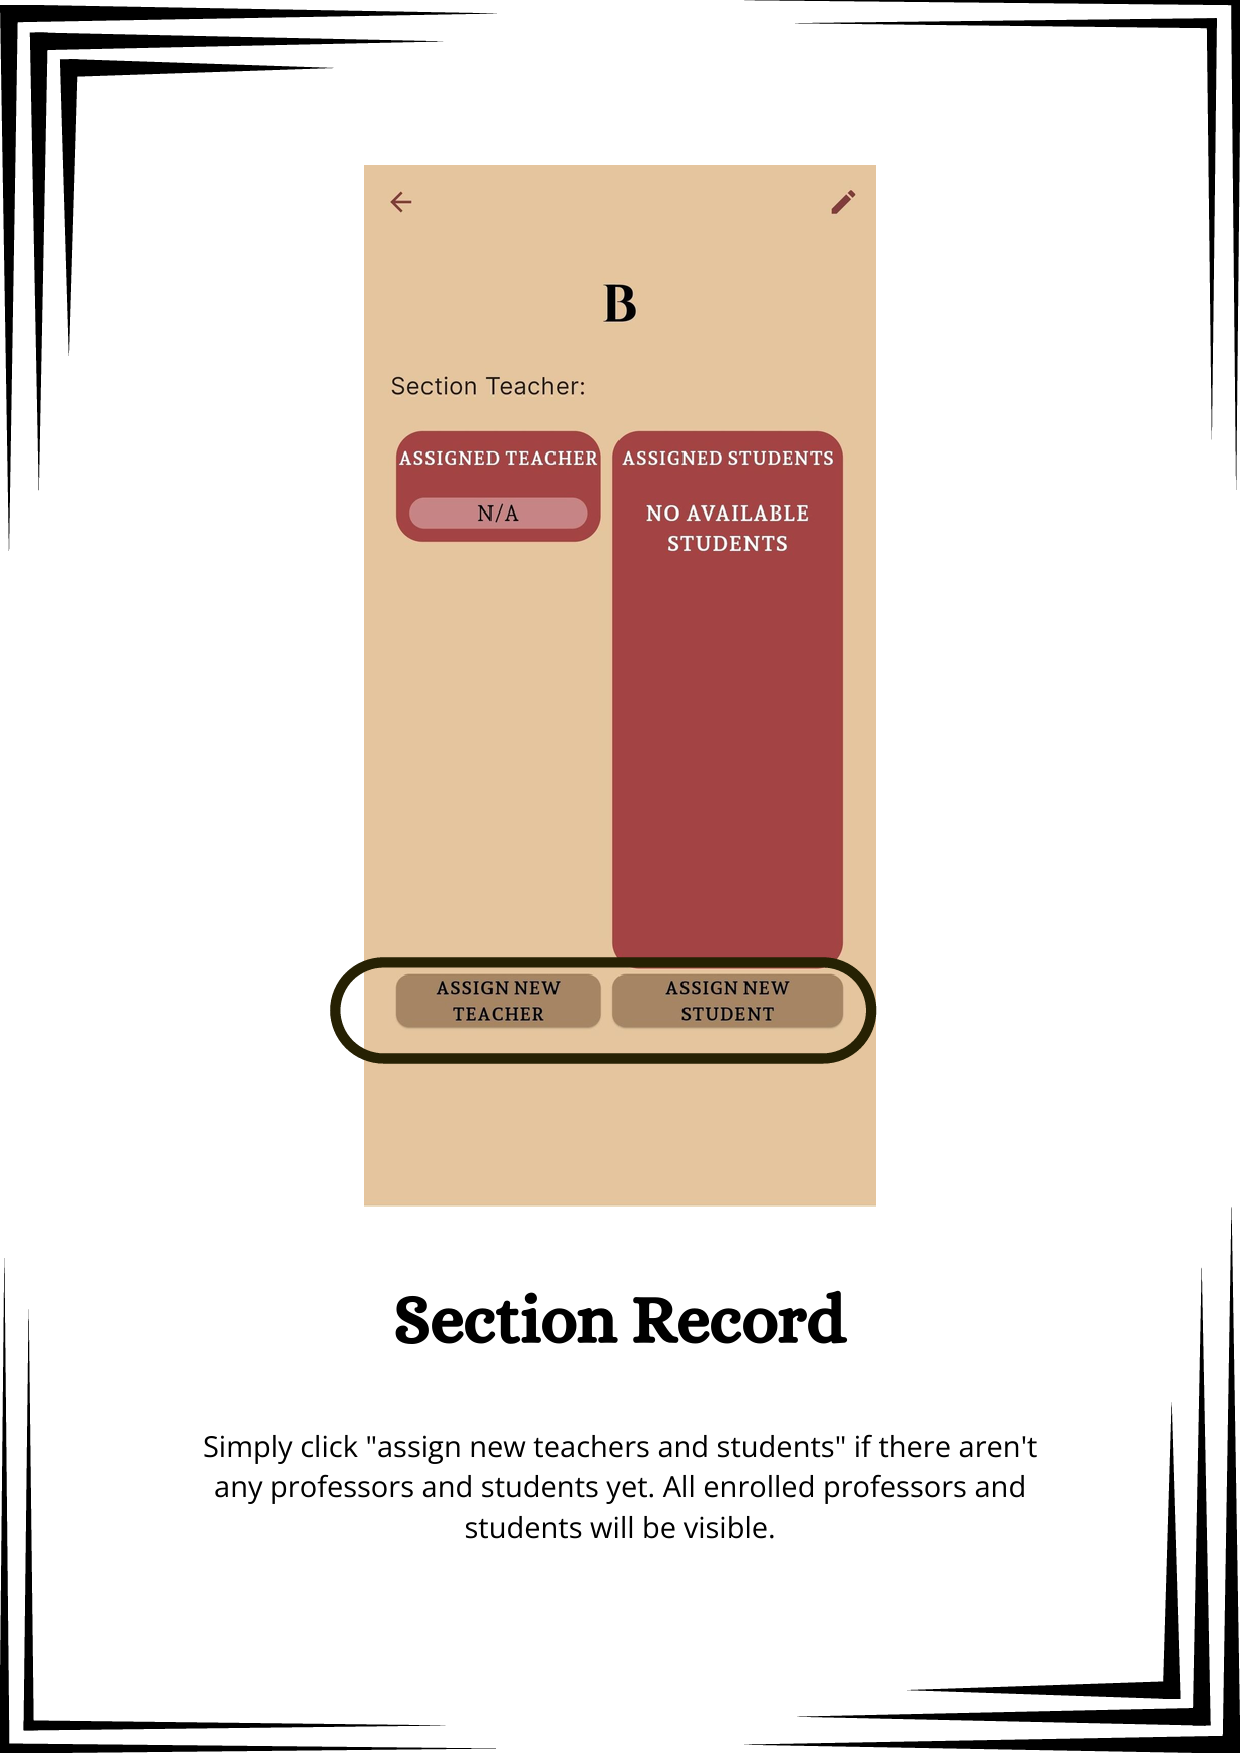 B
Section Teacher:
ASSIGNED TEACHER
N/A
ASSIGNED STUDENTS
NO AVAILABLE
STUDENTS
ASSIGN NEW
TEACHER
ASSIGN NEW
STUDENT
Section Record
Simply click "assign new teachers and students" if there aren't
any professors and students yet. All enrolled professors and
students will be visible.